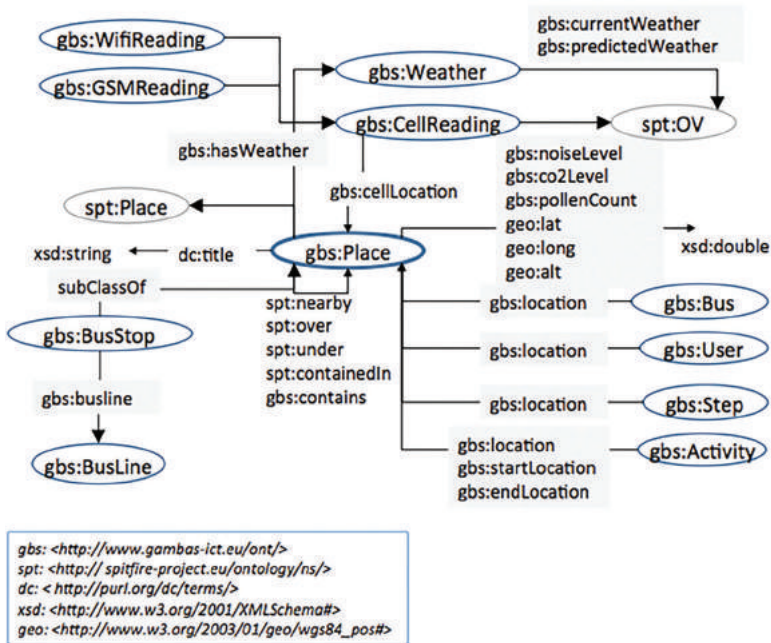 gbs:currentWeather
gbs:predictedWeather
gbs:WifiReading
gbs:Weather
gbs:GSMReading
gbs:CellReading
spt:OV
gbs:hasWeather
gbs:noiseLevel
gbs:co2Level
gbs:pollenCount
geo:lat
geo:long
geo:alt
gbs:cellLocation
spt:Place
xsd:string
dc:title
gbs:Place
xsd:double
subClassOf
spt:nearby
spt:over
spt:under
spt:containedIn
gbs:contains
gbs:location
gbs:Bus
gbs:BusStop
gbs:location
gbs:User
gbs:busline
gbs:location
gbs:Step
gbs:BusLine
gbs:location
gbs:startLocation
gbs:endLocation
gbs:Activity
gbs: <http://www.gambas-ict.eu/ont/>
spt: <http:// spitfire-project.eu/ontology/ns/>
dc: < http://purl.org/dc/terms/>
xsd: <http://www.w3.org/2001/XMLSchema#>
geo: <http://www.w3.org/2003/01/geo/wgs84_pos#>